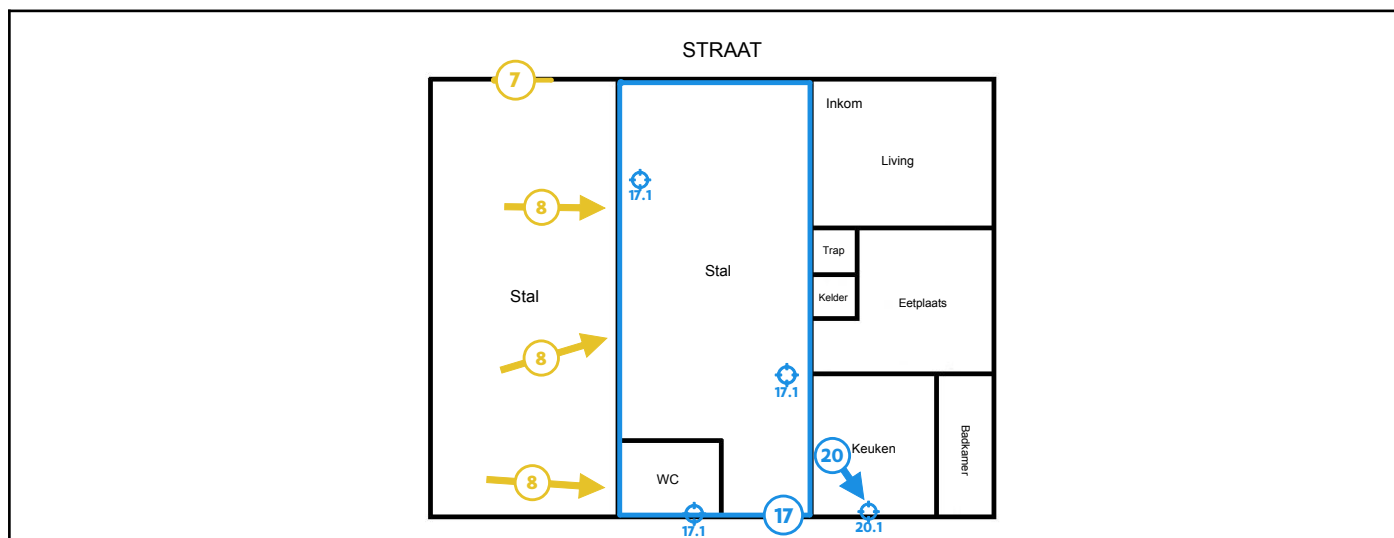 STRAAT
7
Inkom
Living
17.1
8
Trap
Stal
Kelder
Stal
Eetplaats
8
17.1
Keuken
20
Badkamer
WC
8
17.1
17
20.1